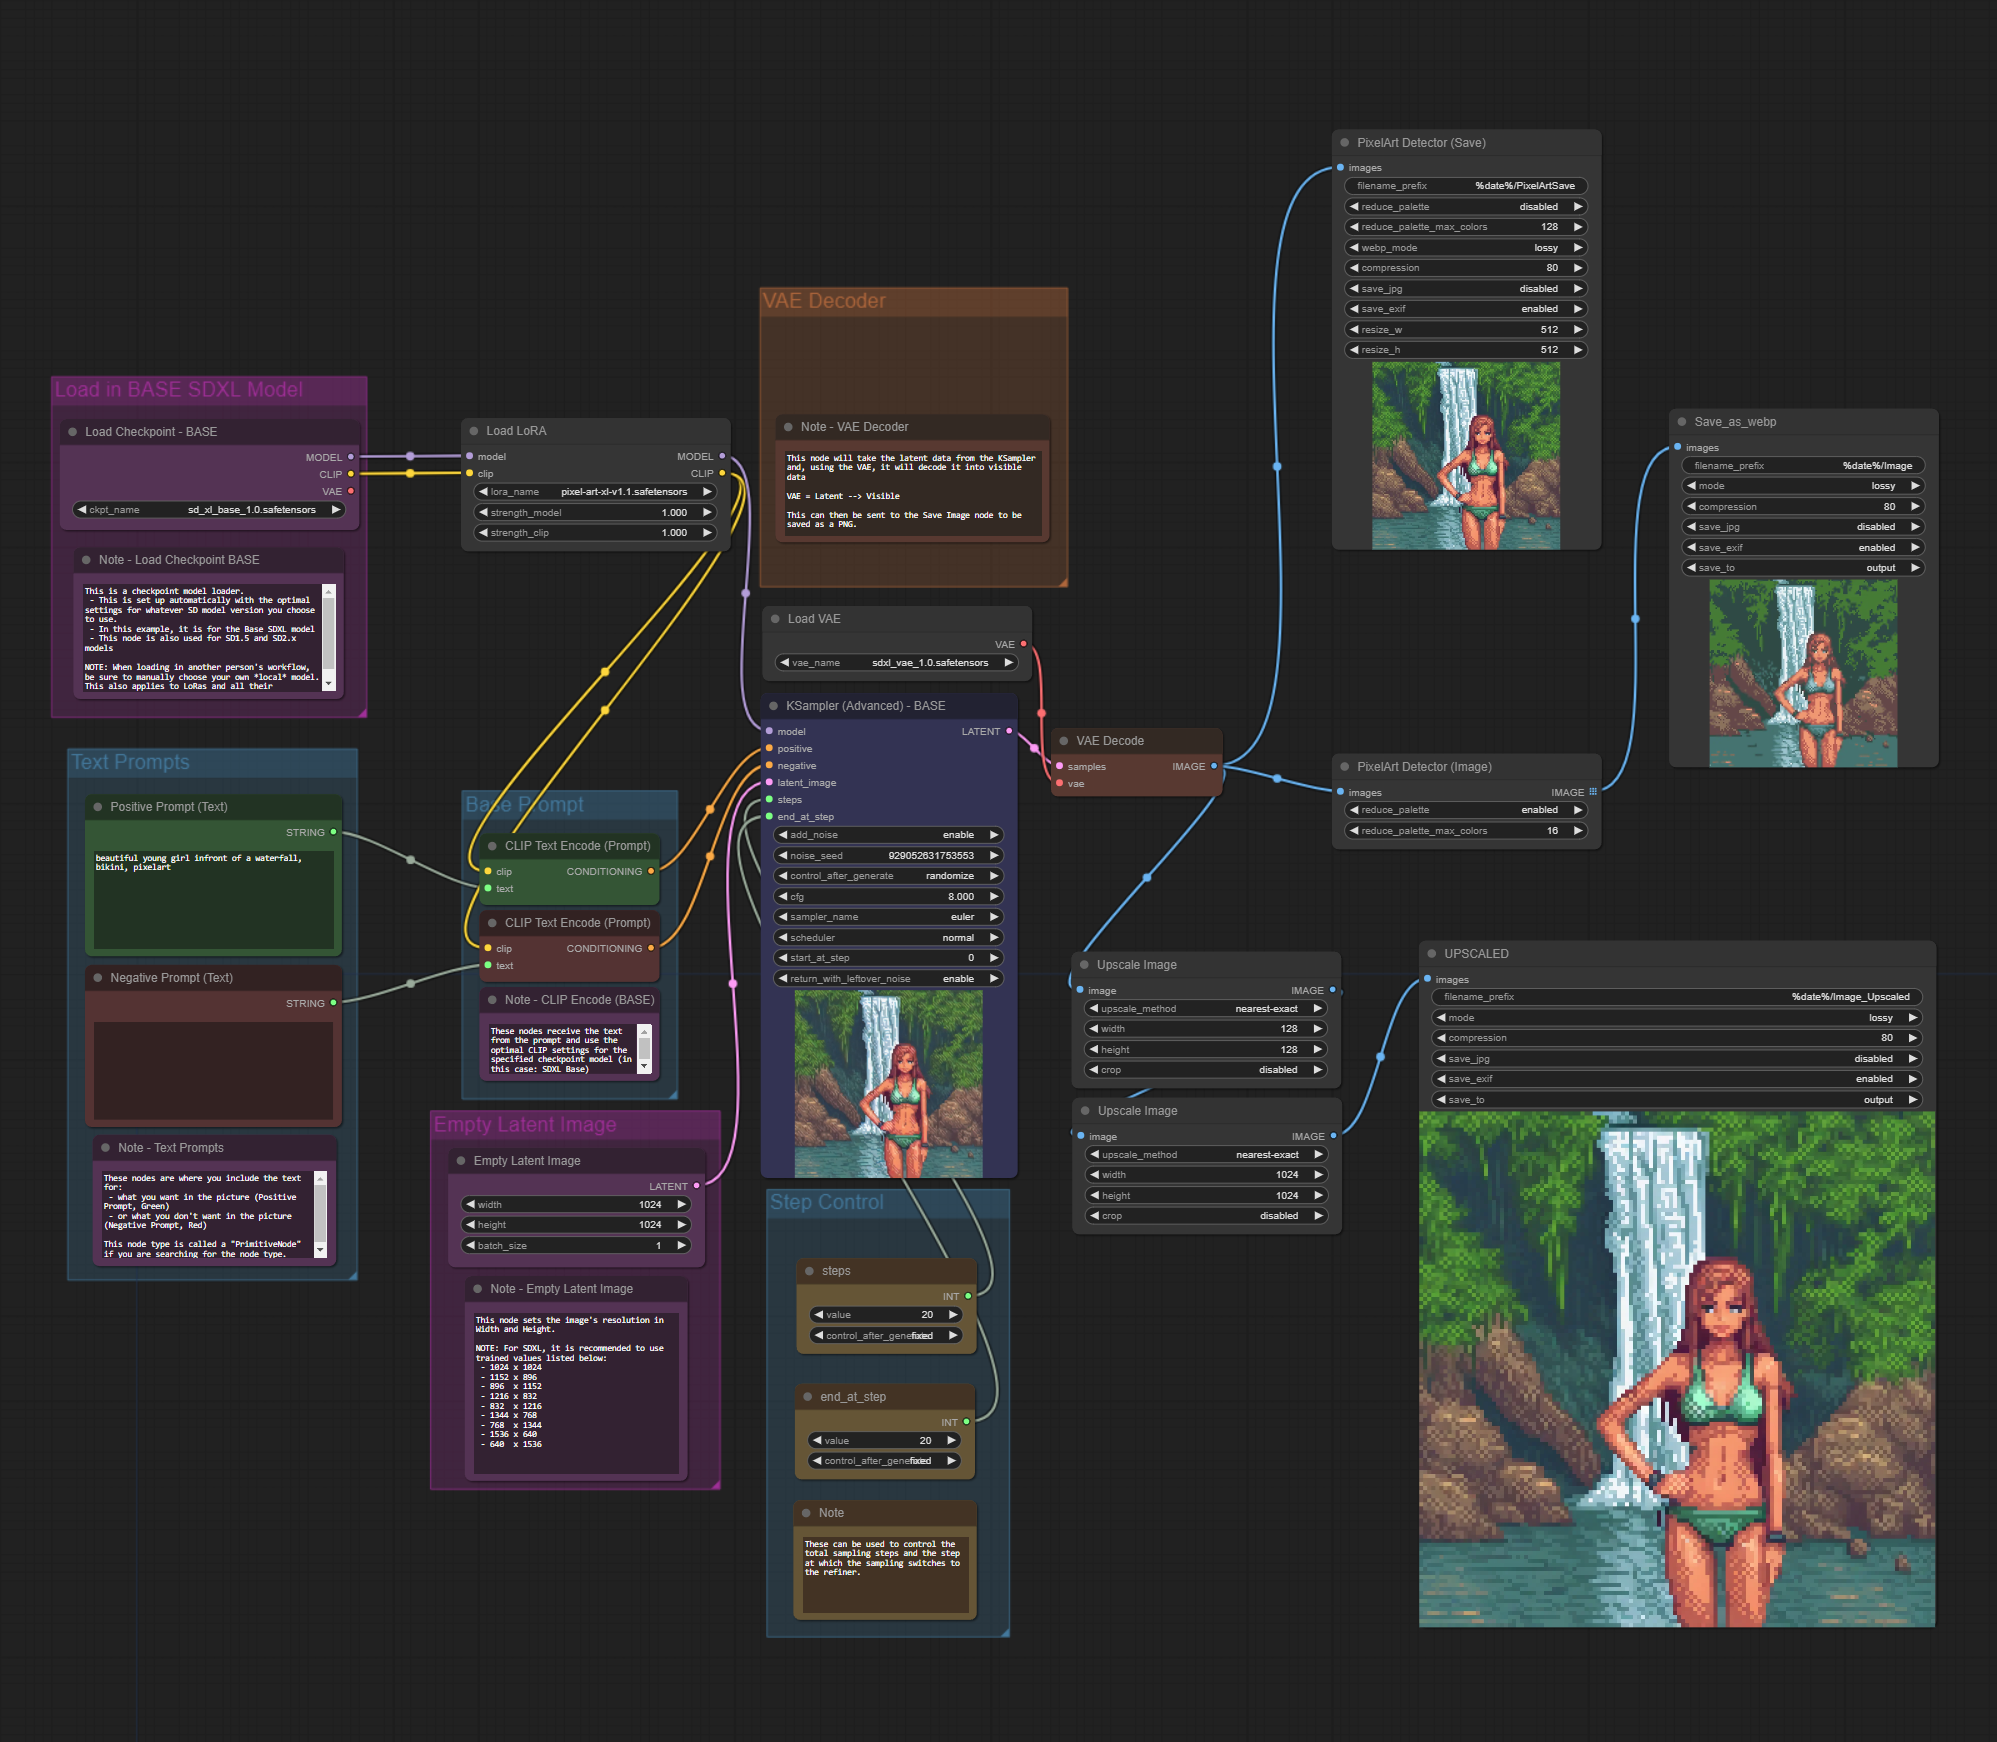 Load in BASE SDXL Model
Load Checkpoint - BASE
MODEL
CLIP
VAE
ckpt_name sd_xl_base_1.0.safetensors
Note - Load Checkpoint BASE
This is a checkpoint model loader.
- This is set up automatically with the optimal
settings for whatever SD model version you choose
to use.
- In this example, it is for the Base SDXL model
- This node is also used for SD1.5 and SD2.x
models
NOTE: When loading in another person's workflow,
be sure to manually choose your own *local* model.
This also applies to LoRas and all their
Text Prompts
Positive Prompt (Text)
STRING
beautiful young girl infront of a waterfall,
bikini, pixelart
Negative Prompt (Text)
STRING
Note - Text Prompts
These nodes are where you include the text
for:
- what you want in the picture (Positive
Prompt, Green)
- or what you don't want in the picture
(Negative Prompt, Red)
This node type is called a "PrimitiveNode"
if you are searching for the node type.
Load LoRA
model MODEL
clip CLIP
lora_name pixel-art-xl-v1.1.safetensors
strength_model 1.000
strength_clip 1.000
Base Prompt
CLIP Text Encode (Prompt)
clip CONDITIONING
text
CLIP Text Encode (Prompt)
clip CONDITIONING
text
Note - CLIP Encode (BASE)
These nodes receive the text
from the prompt and use the
optimal CLIP settings for the
specified checkpoint model (in
this case: SDXL Base)
Empty Latent Image
Empty Latent Image
LATENT
width 1024
height 1024
batch_size 1
Note - Empty Latent Image
This node sets the image's resolution in
Width and Height.
NOTE: For SDXL, it is recommended to use
trained values listed below:
- 1024 x 1024
- 1152 x 896
- 896 x 1152
- 1216 x 832
- 832 x 1216
- 1344 x 768
- 768 x 1344
- 1536 x 640
- 640 x 1536
VAE Decoder
Note - VAE Decoder
This node will take the latent data from the KSampler
and, using the VAE, it will decode it into visible
data
VAE = Latent --> Visible
This can then be sent to the Save Image node to be
saved as a PNG.
Load VAE
VAE
vae_name sdxl_vae_1.0.safetensors
KSampler (Advanced) - BASE
model LATENT
positive
negative
latent_image
steps
end_at_step
add_noise enable
noise_seed 929052631753553
control_after_generate randomize
cfg 8.000
sampler_name euler
scheduler normal
start_at_step 0
return_with_leftover_noise enable
Step Control
steps
INT
value 20
control_after_generate fixed
end_at_step
INT
value 20
control_after_generate fixed
Note
These can be used to control the
total sampling steps and the step
at which the sampling switches to
the refiner.
VAE Decode
samples IMAGE
vae
Upscale Image
image IMAGE
upscale_method nearest-exact
width 128
height 128
crop disabled
Upscale Image
image IMAGE
upscale_method nearest-exact
width 1024
height 1024
crop disabled
PixelArt Detector (Save)
images
filename_prefix %date%/PixelArtSave
reduce_palette disabled
reduce_palette_max_colors 128
webp_mode lossy
compression 80
save_jpg disabled
save_exif enabled
resize_w 512
resize_h 512
PixelArt Detector (Image)
images IMAGE
reduce_palette enabled
reduce_palette_max_colors 16
Save_as_webp
images
filename_prefix %date%/Image
mode lossy
compression 80
save_jpg disabled
save_exif enabled
save_to output
UPSCALED
images
filename_prefix %date%/Image_Upscaled
mode lossy
compression 80
save_jpg disabled
save_exif enabled
save_to output